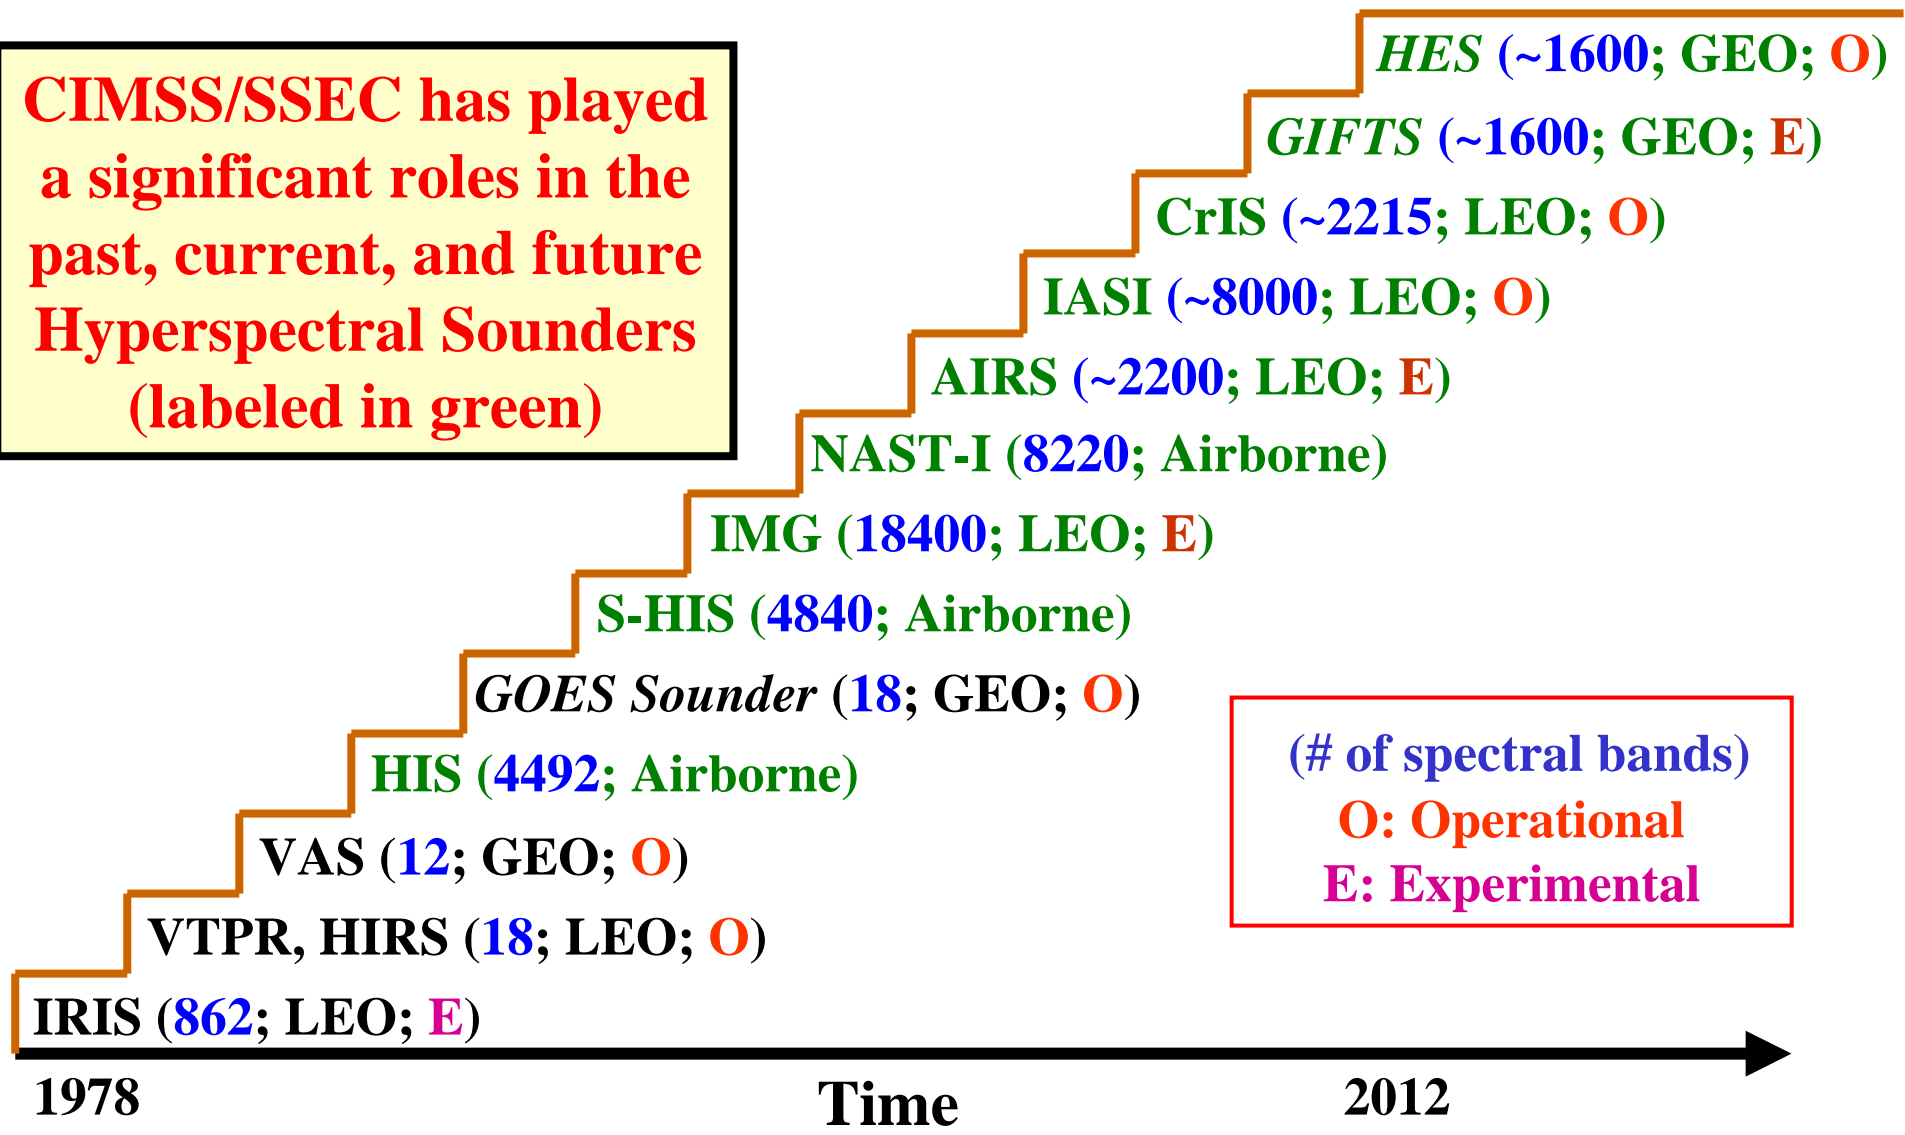 CIMSS/SSEC has played
a significant roles in the
past, current, and future
Hyperspectral Sounders
(labeled in green)
HES (~1600; GEO; O)
GIFTS (~1600; GEO; E)
CrIS (~2215; LEO; O)
IASI (~8000; LEO; O)
AIRS (~2200; LEO; E)
NAST-I (8220; Airborne)
IMG (18400; LEO; E)
S-HIS (4840; Airborne)
GOES Sounder (18; GEO; O)
HIS (4492; Airborne)
VAS (12; GEO; O)
VTPR, HIRS (18; LEO; O)
IRIS (862; LEO; E)
(# of spectral bands)
O: Operational
E: Experimental
1978
Time
2012